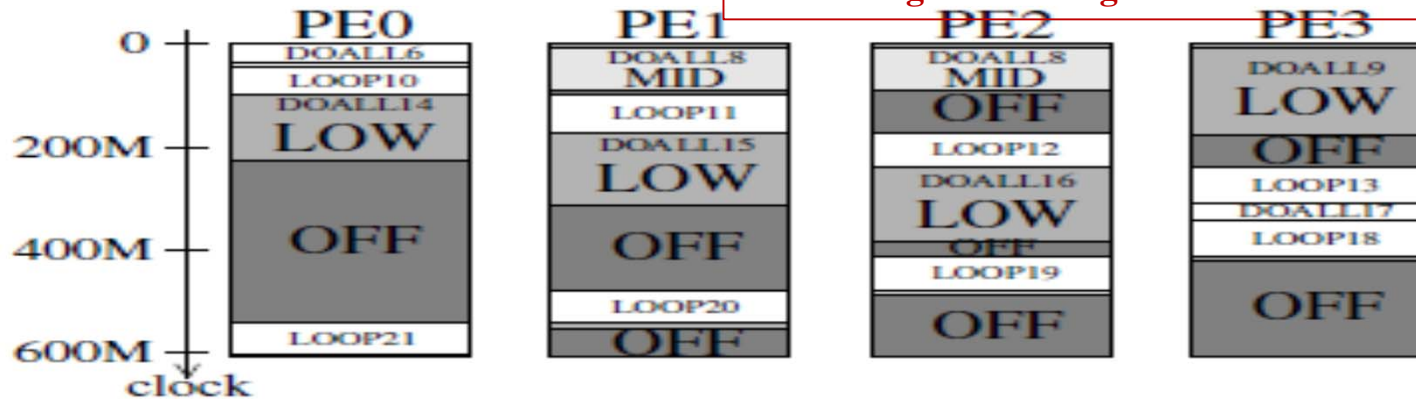 PE0 PE1 PE2 PE3
0
200M
400M
600M
clock
DOALL6
LOOP10
DOALL14
LOW
OFF
LOOP21
DOALL8
MID
LOOP11
DOALL15
LOW
OFF
LOOP20
OFF
DOALL8
MID
OFF
LOOP12
DOALL16
LOW
OFF
LOOP19
OFF
DOALL9
LOW
OFF
LOOP13
DOALL17
LOOP18
OFF